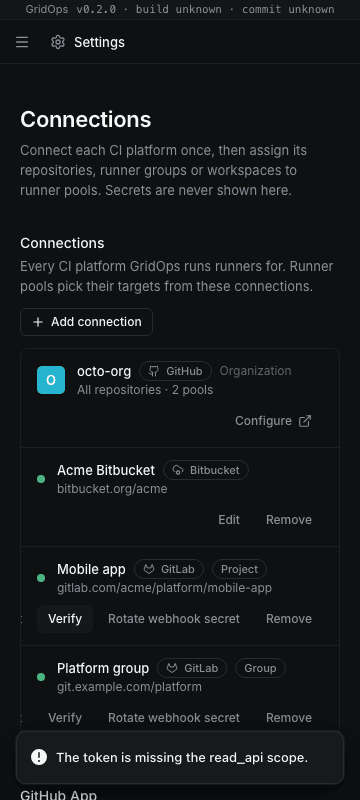 GridOps v0.2.0 · build unknown · commit unknown
Settings
Connections
Connect each CI platform once, then assign its
repositories, runner groups or workspaces to
runner pools. Secrets are never shown here.
Connections
Every CI platform GridOps runs runners for. Runner
pools pick their targets from these connections.
Add connection
O
octo-org GitHub Organization
All repositories · 2 pools
Configure
Acme Bitbucket Bitbucket
bitbucket.org/acme
Edit Remove
Mobile app GitLab Project
gitlab.com/acme/platform/mobile-app
Verify Rotate webhook secret Remove
Platform group GitLab Group
git.example.com/platform
Verify Rotate webhook secret Remove
The token is missing the read_api scope.
GitHub App